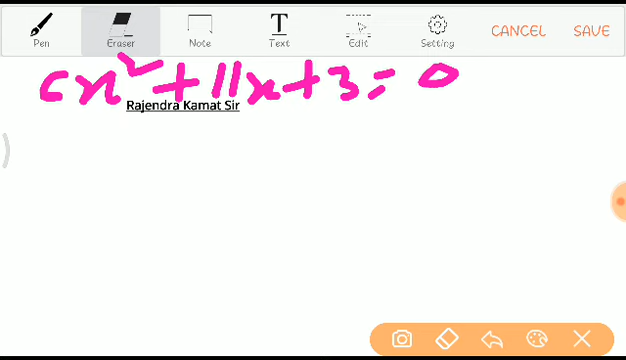 Pen Eraser Note Text Edit Setting CANCEL SAVE
6x² + 11x + 3 = 0
Rajendra Kamat Sir